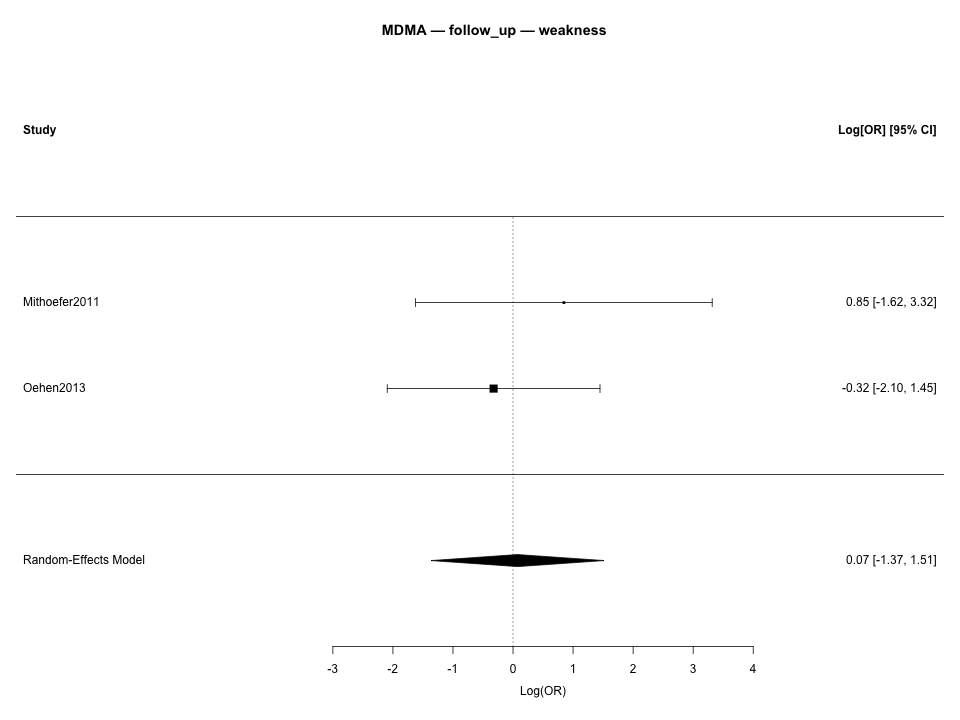 MDMA — follow_up — weakness
Study Log[OR] [95% CI]
Mithoefer2011 0.85 [-1.62, 3.32]
Oehen2013 -0.32 [-2.10, 1.45]
Random-Effects Model 0.07 [-1.37, 1.51]
-3 -2 -1 0 1 2 3 4
Log(OR)